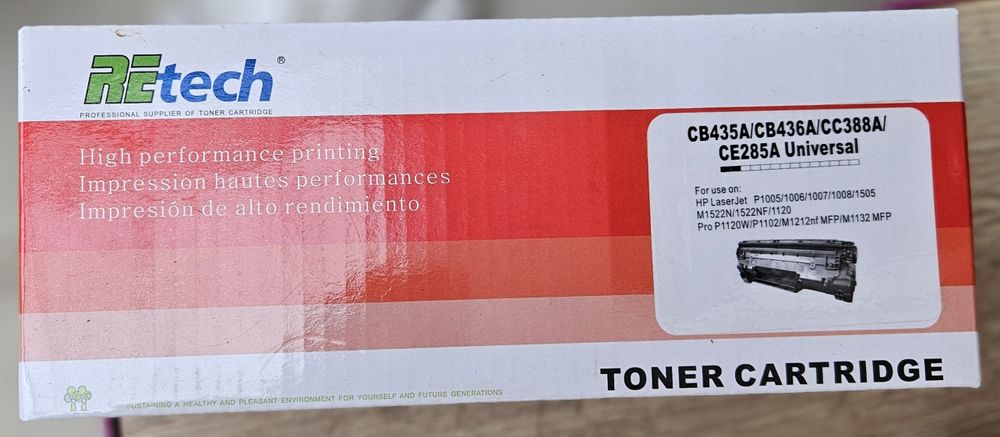 REtech®
PROFESSIONAL SUPPLIER OF TONER CARTRIDGE
High performance printing
Impression hautes performances
Impresión de alto rendimiento
CB435A/CB436A/CC388A/
CE285A Universal
For use on:
HP LaserJet P1005/1006/1007/1008/1505
M1522N/1522NF/1120
Pro P1120W/P1102/M1212nf MFP/M1132 MFP
SUSTAINING A HEALTHY AND PLEASANT ENVIRONMENT FOR YOURSELF AND FUTURE GENERATIONS
TONER CARTRIDGE